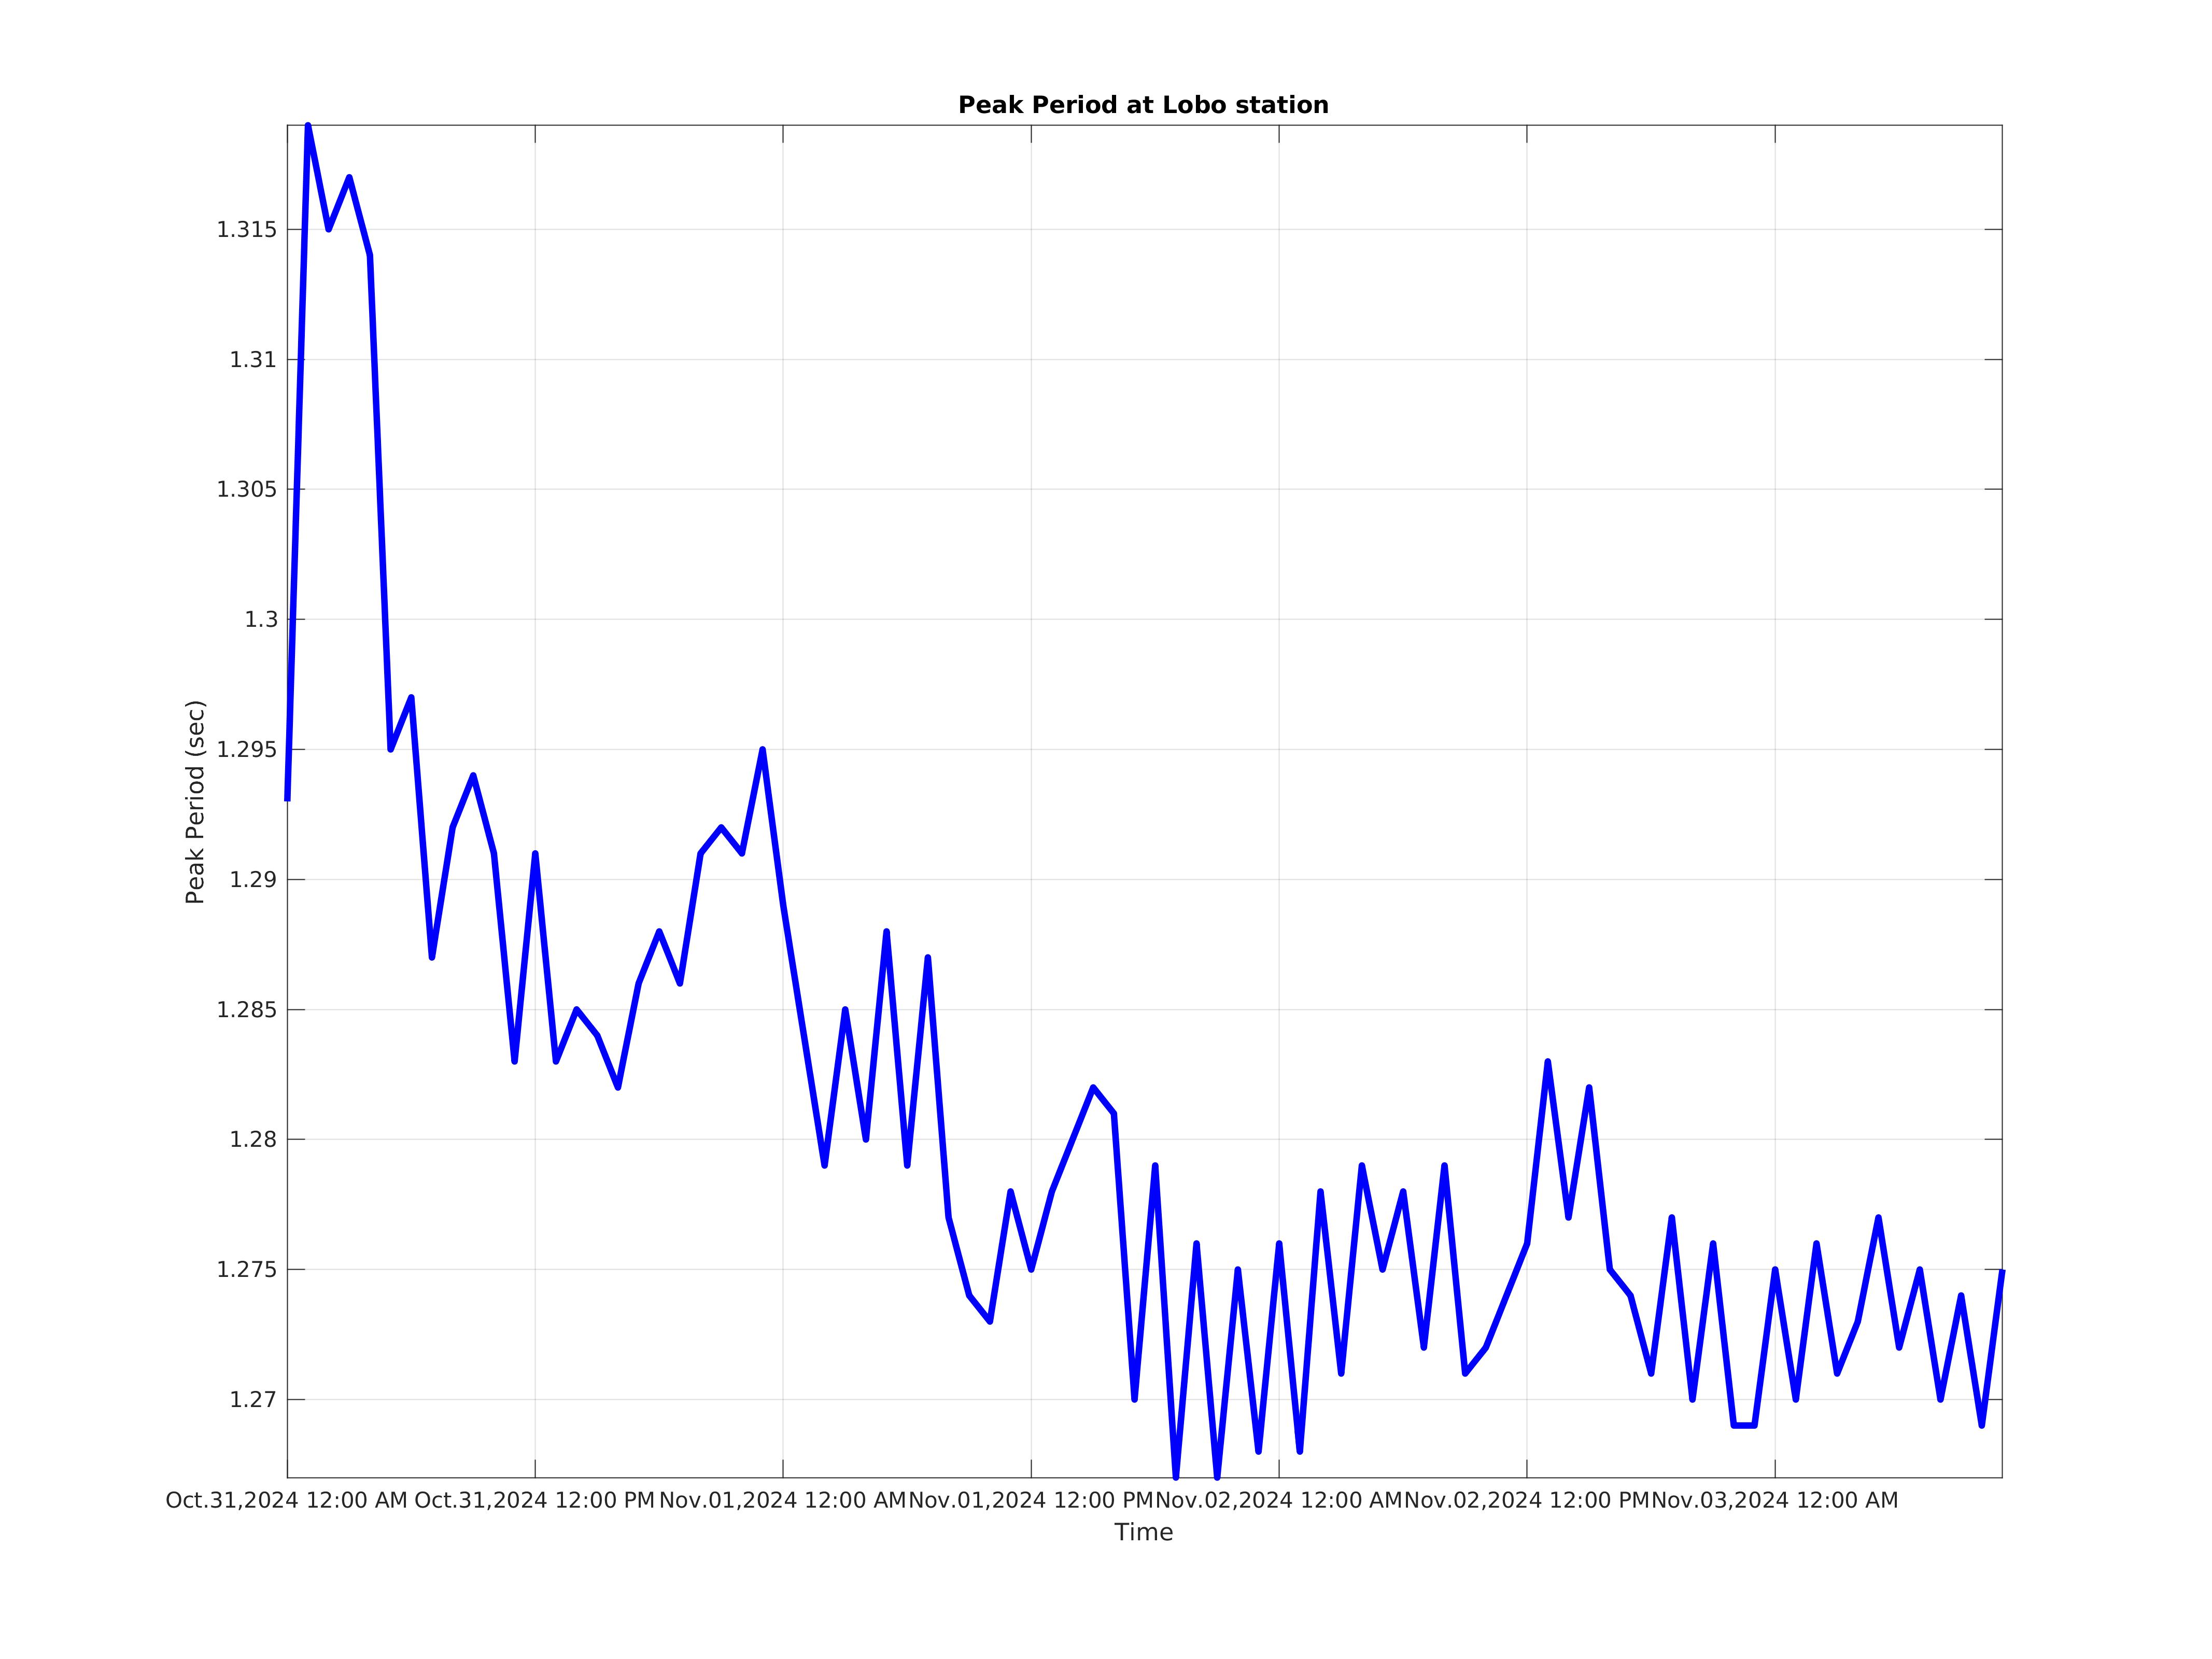 Peak Period at Lobo station
1.315
1.31
1.305
1.3
1.295
1.29
1.285
1.28
1.275
1.27
Peak Period (sec)
Oct.31,2024 12:00 AM Oct.31,2024 12:00 PM Nov.01,2024 12:00 AM Nov.01,2024 12:00 PM Nov.02,2024 12:00 AM Nov.02,2024 12:00 PM Nov.03,2024 12:00 AM
Time